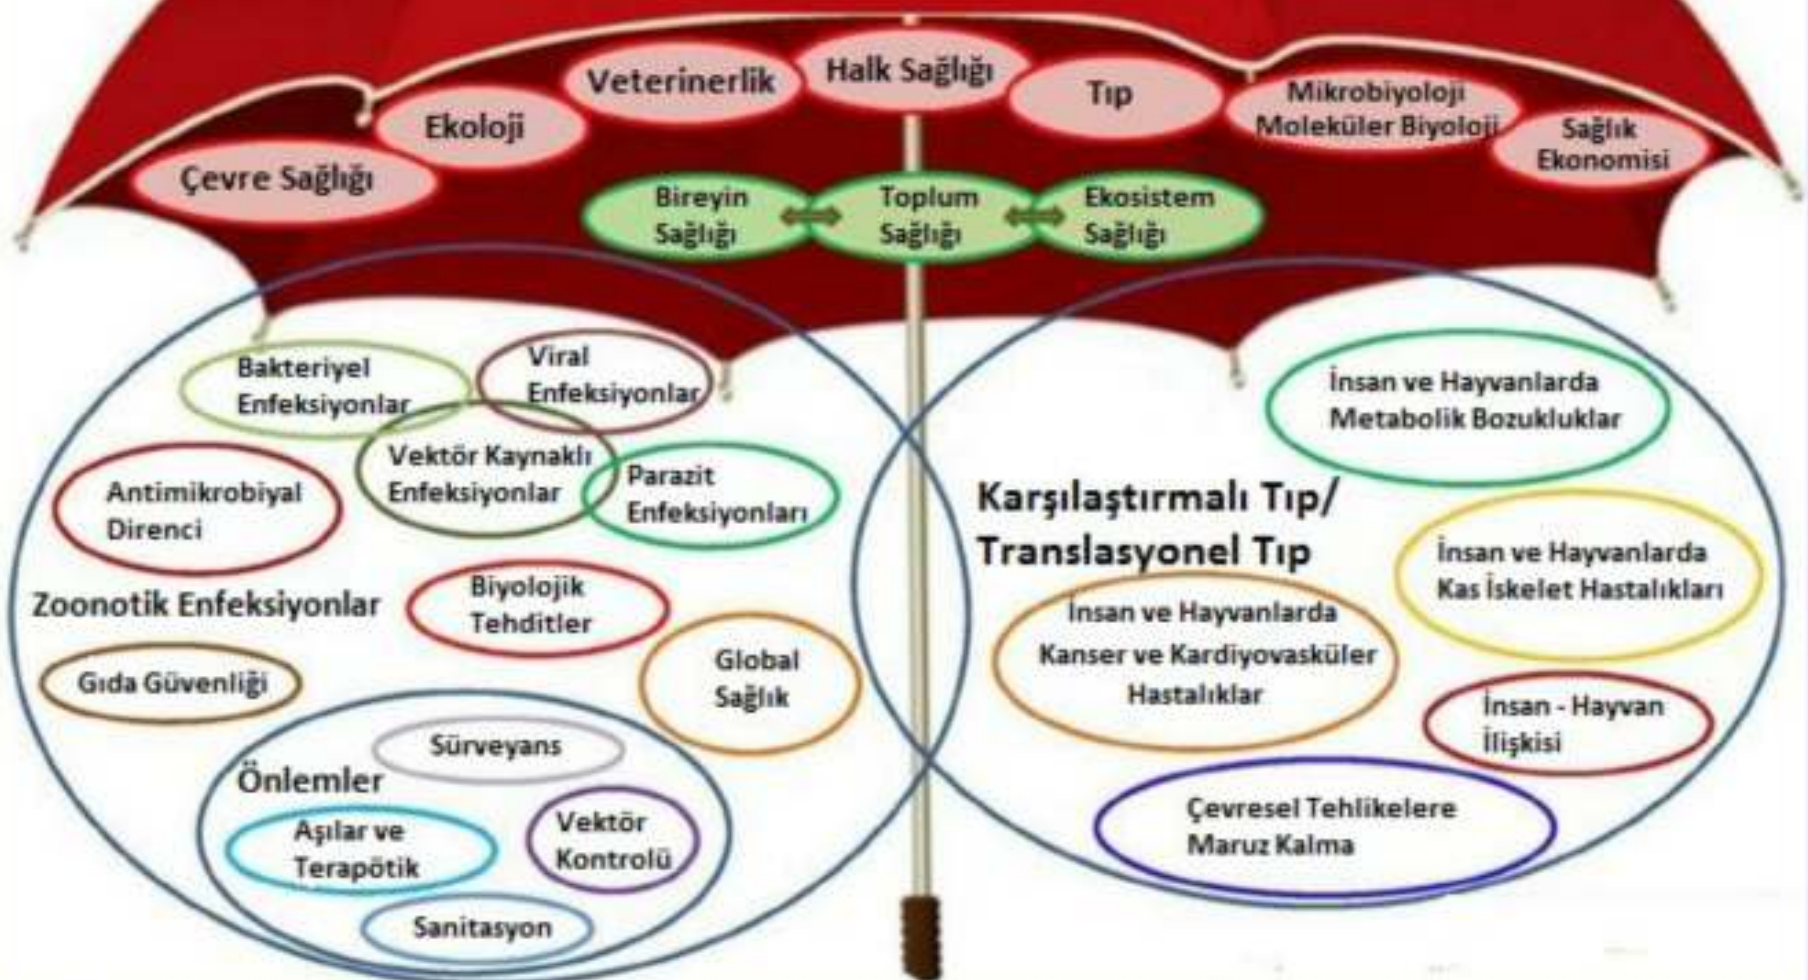 Çevre Sağlığı
Ekoloji
Veterinerlik
Halk Sağlığı
Tıp
Mikrobiyoloji
Moleküler Biyoloji
Sağlık
Ekonomisi
Bireyin
Sağlığı
Toplum
Sağlığı
Ekosistem
Sağlığı
Bakteriyel
Enfeksiyonlar
Viral
Enfeksiyonlar
Vektör Kaynaklı
Enfeksiyonlar
Parazit
Enfeksiyonları
Antimikrobiyal
Direnci
Zoonotik Enfeksiyonlar
Biyolojik
Tehditler
Gıda Güvenliği
Global
Sağlık
Önlemler
Sürveyans
Aşılar ve
Terapötik
Vektör
Kontrolü
Sanitasyon
İnsan ve Hayvanlarda
Metabolik Bozukluklar
Karşılaştırmalı Tıp/
Translasyonel Tıp
İnsan ve Hayvanlarda
Kas İskelet Hastalıkları
İnsan ve Hayvanlarda
Kanser ve Kardiyovasküler
Hastalıklar
İnsan - Hayvan
İlişkisi
Çevresel Tehlikelere
Maruz Kalma